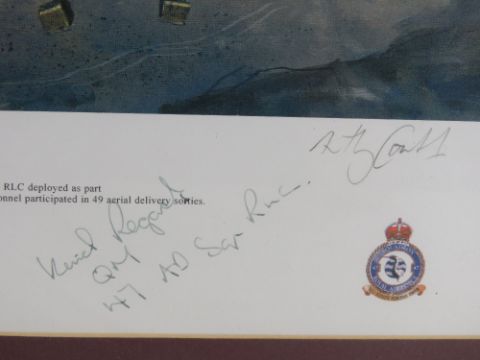 RLC deployed as part
onnel participated in 49 aerial delivery sorties.
Kind Regards
QM
47 AD Sqn RLC.